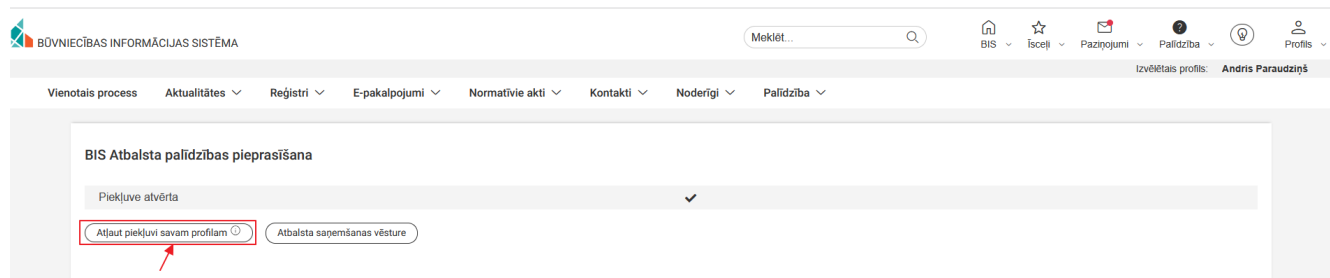 BŪVNIECĪBAS INFORMĀCIJAS SISTĒMA
Meklēt...
BIS
Īsceļi
Paziņojumi
Palīdzība
Profils
Izvēlētais profils: Andris Paraudziņš
Vienotais process Aktualitātes Reģistri E-pakalpojumi Normatīvie akti Kontakti Noderīgi Palīdzība
BIS Atbalsta palīdzības pieprasīšana
Piekļuve atvērta
Atļaut piekļuvi savam profilam Atbalsta saņemšanas vēsture